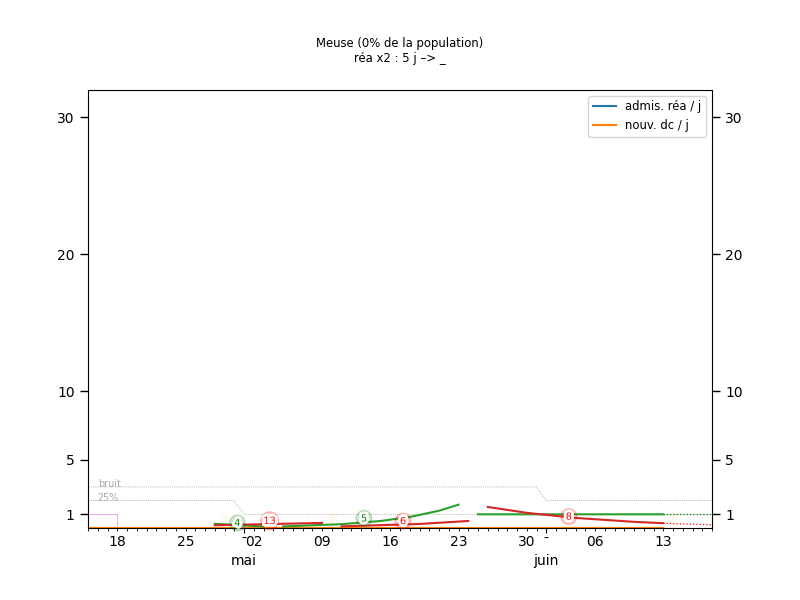 Meuse (0% de la population)
réa x2 : 5 j –> _
admis. réa / j
nouv. dc / j
30 30
20 20
10 10
5 5
bruit
25%
1 1
4 13 5 6 8
18 25 02 09 16 23 30 06 13
mai juin